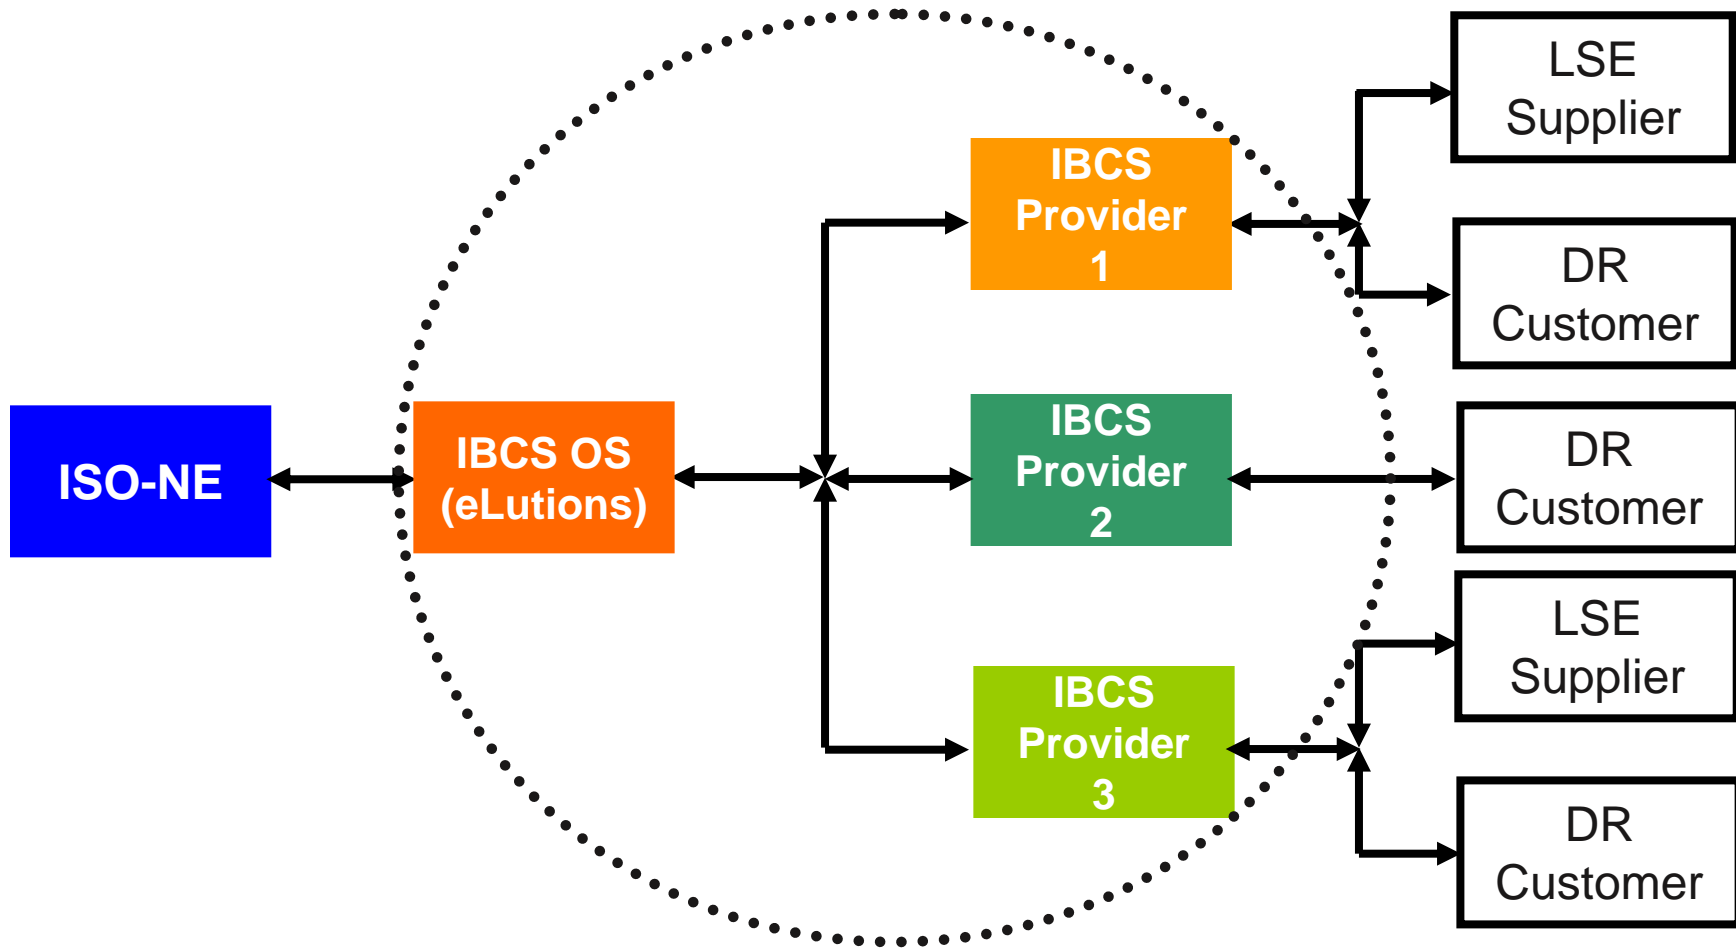 ISO-NE
IBCS OS
(eLutions)
IBCS
Provider
1
IBCS
Provider
2
IBCS
Provider
3
LSE
Supplier
DR
Customer
DR
Customer
LSE
Supplier
DR
Customer